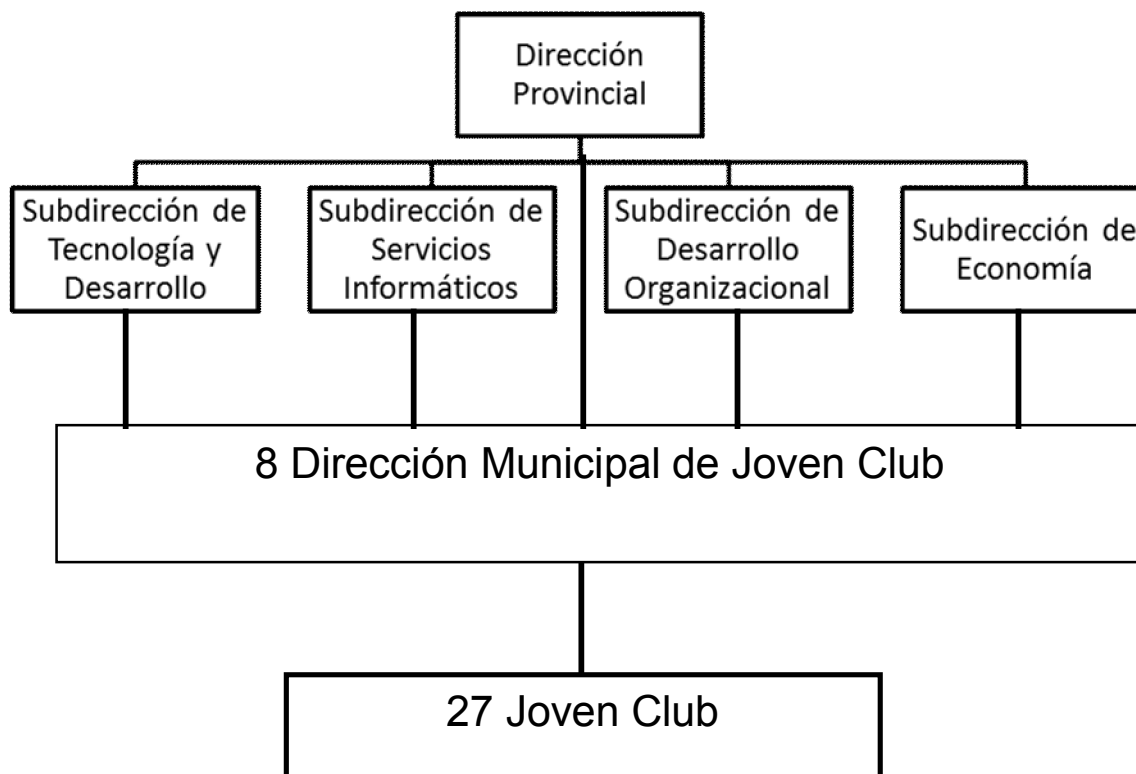 Dirección
Provincial
Subdirección de
Tecnología y
Desarrollo
Subdirección de
Servicios
Informáticos
Subdirección de
Desarrollo
Organizacional
Subdirección de
Economía
8 Dirección Municipal de Joven Club
27 Joven Club